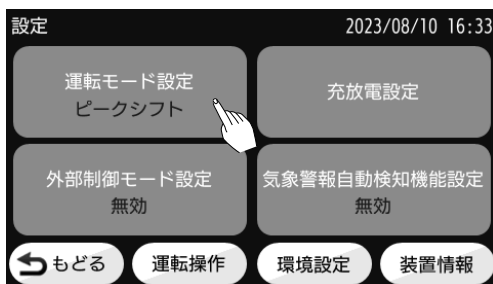 設定
2023/08/10 16:33
運転モード設定
ピークシフト
充放電設定
外部制御モード設定
無効
気象警報自動検知機能設定
無効
もどる
運転操作
環境設定
装置情報